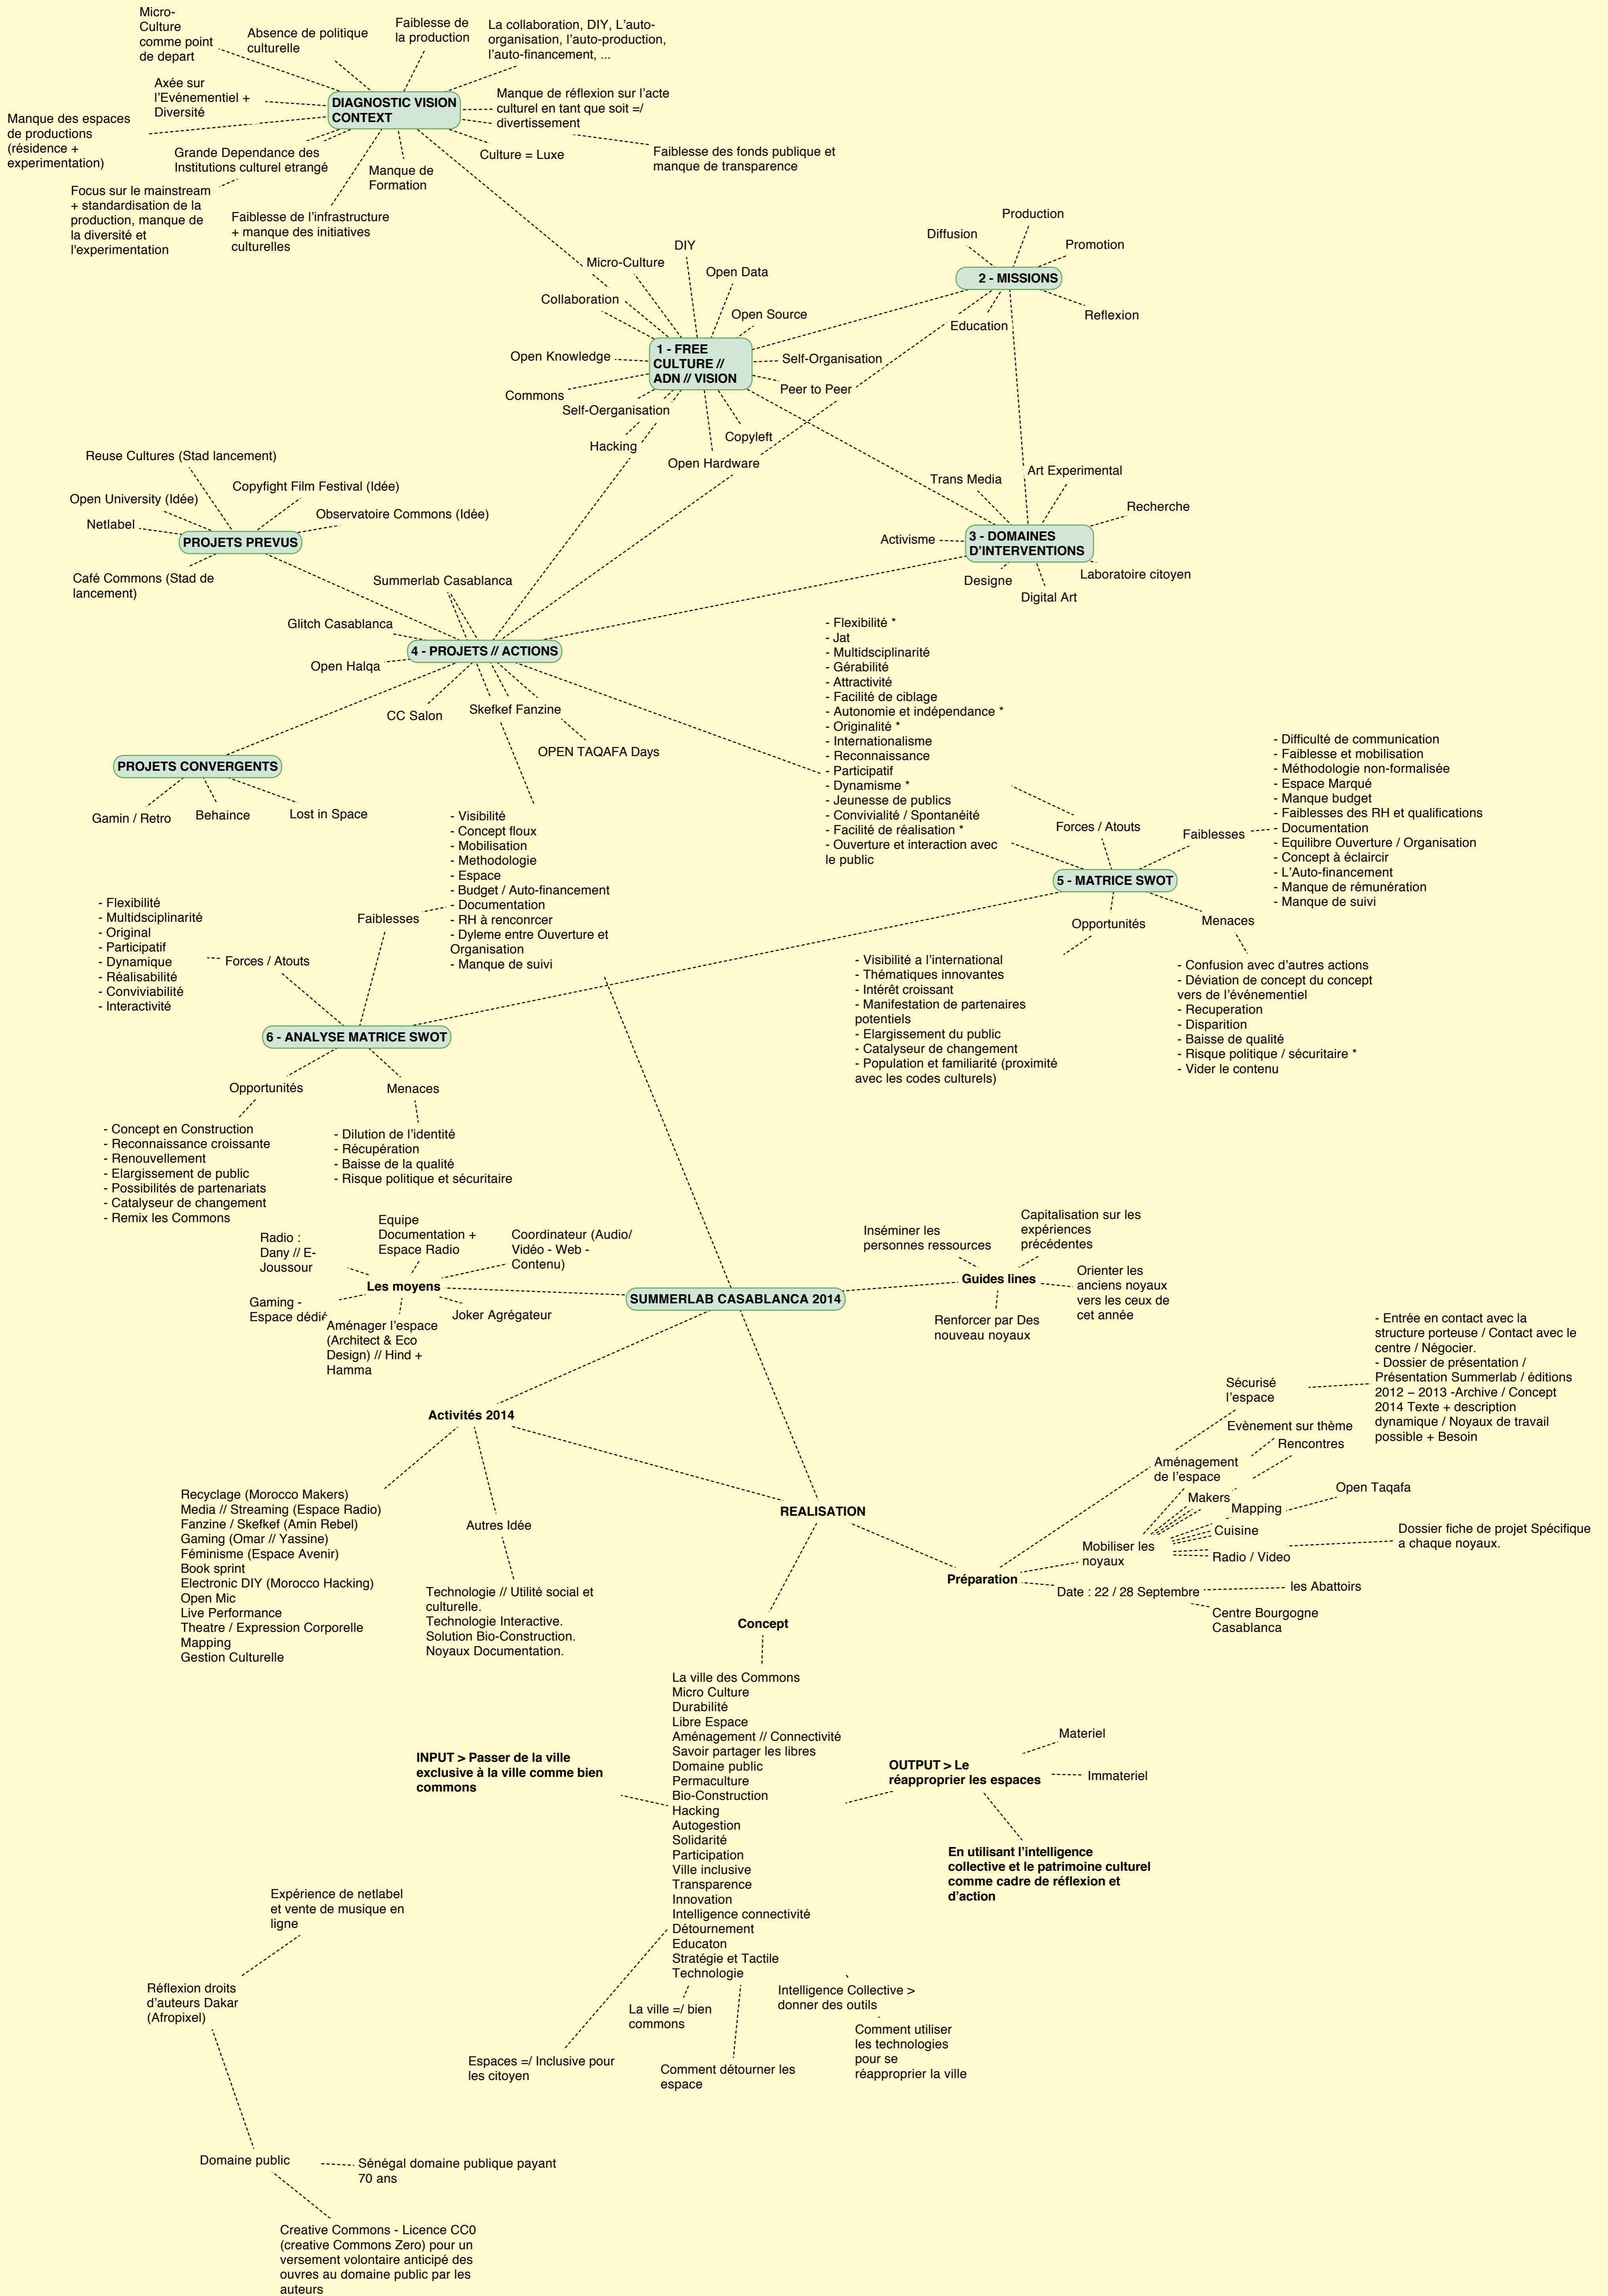 Micro-
Culture
comme point
de depart
Absence de politique
culturelle
Faiblesse de
la production
La collaboration, DIY, L'auto-
organisation, l'auto-production,
l'auto-financement, ...
Axée sur
l'Evénementiel +
Diversité
DIAGNOSTIC VISION
CONTEXT
Manque de réflexion sur l'acte
culturel en tant que soit =/
divertissement
Manque des espaces
de productions
(résidence +
experimentation)
Grande Dependance des
Institutions culturel etrangé
Manque de
Formation
Culture = Luxe
Faiblesse des fonds publique et
manque de transparence
Focus sur le mainstream
+ standardisation de la
production, manque de
la diversité et
l'experimentation
Faiblesse de l'infrastructure
+ manque des initiatives
culturelles
Production
Diffusion
Promotion
2 - MISSIONS
Education
Reflexion
DIY
Micro-Culture
Open Data
Collaboration
Open Source
1 - FREE
CULTURE //
ADN // VISION
Open Knowledge
Self-Organisation
Commons
Peer to Peer
Self-Oerganisation
Hacking
Copyleft
Open Hardware
Reuse Cultures (Stad lancement)
Open University (Idée)
Copyfight Film Festival (Idée)
Netlabel
Observatoire Commons (Idée)
PROJETS PREVUS
Café Commons (Stad de
lancement)
Trans Media
Art Experimental
Recherche
Activisme
3 - DOMAINES
D'INTERVENTIONS
Designe
Digital Art
Laboratoire citoyen
Summerlab Casablanca
Glitch Casablanca
4 - PROJETS // ACTIONS
Open Halqa
CC Salon
Skefkef Fanzine
OPEN TAQAFA Days
PROJETS CONVERGENTS
Gamin / Retro
Behaince
Lost in Space
- Flexibilité *
- Jat
- Multidsciplinarité
- Gérabilité
- Attractivité
- Facilité de ciblage
- Autonomie et indépendance *
- Originalité *
- Internationalisme
- Reconnaissance
- Participatif
- Dynamisme *
- Jeunesse de publics
- Convivialité / Spontanéité
- Facilité de réalisation *
- Ouverture et interaction avec
le public
Forces / Atouts
Faiblesses
- Difficulté de communication
- Faiblesse et mobilisation
- Méthodologie non-formalisée
- Espace Marqué
- Manque budget
- Faiblesses des RH et qualifications
- Documentation
- Equilibre Ouverture / Organisation
- Concept à éclaircir
- L'Auto-financement
- Manque de rémunération
- Manque de suivi
5 - MATRICE SWOT
Opportunités
Menaces
- Visibilité a l'international
- Thématiques innovantes
- Intérêt croissant
- Manifestation de partenaires
potentiels
- Elargissement du public
- Catalyseur de changement
- Population et familiarité (proximité
avec les codes culturels)
- Confusion avec d'autres actions
- Déviation de concept du concept
vers de l'événementiel
- Recuperation
- Disparition
- Baisse de qualité
- Risque politique / sécuritaire *
- Vider le contenu
- Visibilité
- Concept floux
- Mobilisation
- Methodologie
- Espace
- Budget / Auto-financement
- Documentation
- RH à renconrcer
- Dyleme entre Ouverture et
Organisation
- Manque de suivi
Faiblesses
- Flexibilité
- Multidsciplinarité
- Original
- Participatif
- Dynamique
- Réalisabilité
- Conviviabilité
- Interactivité
Forces / Atouts
6 - ANALYSE MATRICE SWOT
Opportunités
Menaces
- Concept en Construction
- Reconnaissance croissante
- Renouvellement
- Elargissement de public
- Possibilités de partenariats
- Catalyseur de changement
- Remix les Commons
- Dilution de l'identité
- Récupération
- Baisse de la qualité
- Risque politique et sécuritaire
Radio :
Dany // E-
Joussour
Equipe
Documentation +
Espace Radio
Coordinateur (Audio/
Vidéo - Web -
Contenu)
Les moyens
Gaming -
Espace dédié
Aménager l'espace
(Architect & Eco
Design) // Hind +
Hamma
Joker Agrégateur
SUMMERLAB CASABLANCA 2014
Inséminer les
personnes ressources
Capitalisation sur les
expériences
précédentes
Guides lines
Orienter les
anciens noyaux
vers les ceux de
cet année
Renforcer par Des
nouveau noyaux
Activités 2014
Recyclage (Morocco Makers)
Media // Streaming (Espace Radio)
Fanzine / Skefkef (Amin Rebel)
Gaming (Omar // Yassine)
Féminisme (Espace Avenir)
Book sprint
Electronic DIY (Morocco Hacking)
Open Mic
Live Performance
Theatre / Expression Corporelle
Mapping
Gestion Culturelle
Autres Idée
Technologie // Utilité social et
culturelle.
Technologie Interactive.
Solution Bio-Construction.
Noyaux Documentation.
REALISATION
Préparation
Sécurisé
l'espace
- Entrée en contact avec la
structure porteuse / Contact avec le
centre / Négocier.
- Dossier de présentation /
Présentation Summerlab / éditions
2012 – 2013 -Archive / Concept
2014 Texte + description
dynamique / Noyaux de travail
possible + Besoin
Evènement sur thème
Rencontres
Aménagement
de l'espace
Makers
Mapping
Open Taqafa
Cuisine
Mobiliser les
noyaux
Radio / Video
Dossier fiche de projet Spécifique
a chaque noyaux.
Date : 22 / 28 Septembre
les Abattoirs
Centre Bourgogne
Casablanca
Concept
La ville des Commons
Micro Culture
Durabilité
Libre Espace
Aménagement // Connectivité
Savoir partager les libres
Domaine public
Permaculture
Bio-Construction
Hacking
Autogestion
Solidarité
Participation
Ville inclusive
Transparence
Innovation
Intelligence connectivité
Détournement
Educaton
Stratégie et Tactile
Technologie
INPUT > Passer de la ville
exclusive à la ville comme bien
commons
OUTPUT > Le
réapproprier les espaces
Materiel
Immateriel
En utilisant l'intelligence
collective et le patrimoine culturel
comme cadre de réflexion et
d'action
La ville =/ bien
commons
Intelligence Collective >
donner des outils
Espaces =/ Inclusive pour
les citoyen
Comment détourner les
espace
Comment utiliser
les technologies
pour se
réapproprier la ville
Expérience de netlabel
et vente de musique en
ligne
Réflexion droits
d'auteurs Dakar
(Afropixel)
Domaine public
Sénégal domaine publique payant
70 ans
Creative Commons - Licence CC0
(creative Commons Zero) pour un
versement volontaire anticipé des
ouvres au domaine public par les
auteurs